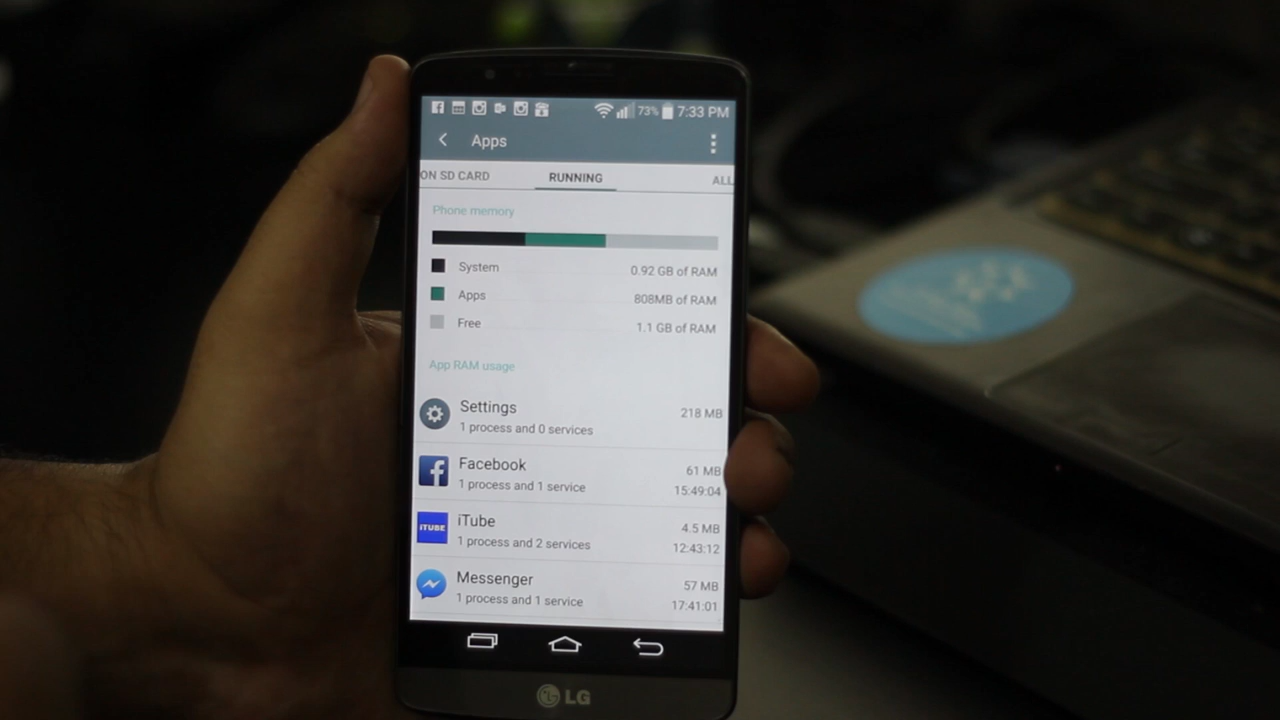 73% 7:33 PM
Apps
ON SD CARD RUNNING ALL
Phone memory
System 0.92 GB of RAM
Apps 808MB of RAM
Free 1.1 GB of RAM
App RAM usage
Settings 218 MB
1 process and 0 services
Facebook 61 MB
1 process and 1 service 15:49:04
iTUBE
iTube 4.5 MB
1 process and 2 services 12:43:12
Messenger 57 MB
1 process and 1 service 17:41:01
LG